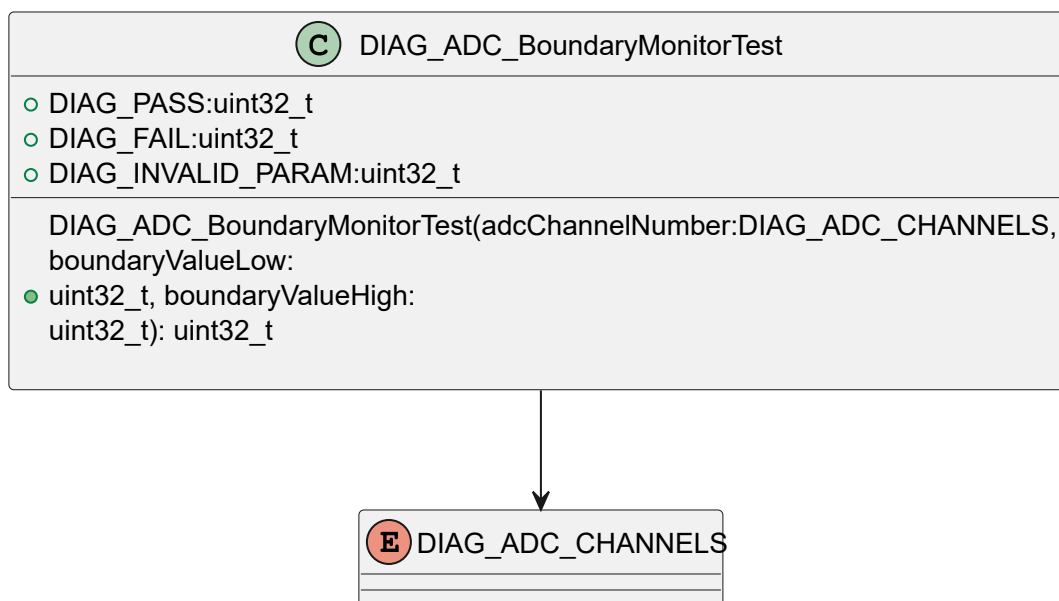 C DIAG_ADC_BoundaryMonitorTest
DIAG_PASS:uint32_t
DIAG_FAIL:uint32_t
DIAG_INVALID_PARAM:uint32_t
DIAG_ADC_BoundaryMonitorTest(adcChannelNumber:DIAG_ADC_CHANNELS,
boundaryValueLow:
uint32_t, boundaryValueHigh:
uint32_t): uint32_t
E DIAG_ADC_CHANNELS